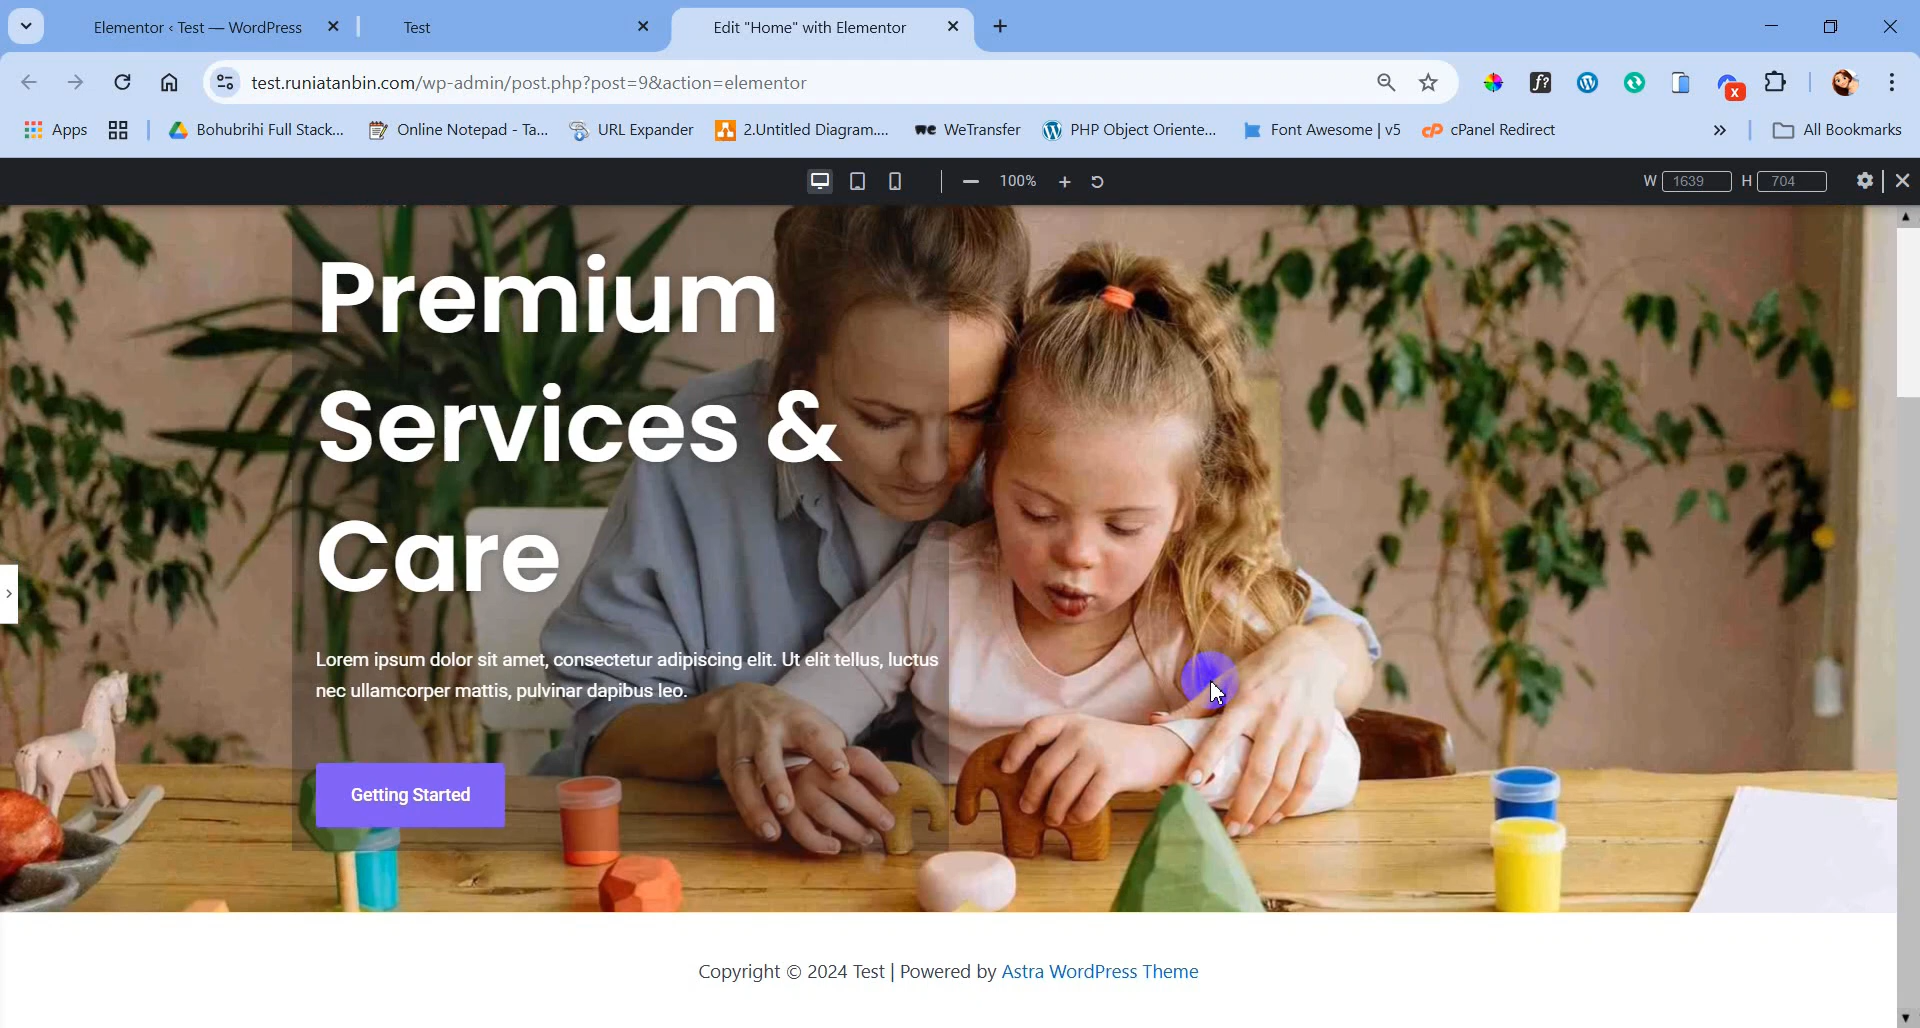 Elementor ‹ Test — WordPress
Test
Edit "Home" with Elementor
test.runiatanbin.com/wp-admin/post.php?post=9&action=elementor
f?
x
Apps
Bohubrihi Full Stack...
Online Notepad - Ta...
URL Expander
2.Untitled Diagram....
WeTransfer
PHP Object Oriente...
Font Awesome | v5
cPanel Redirect
»
All Bookmarks
100%
W 1639 H 704
Premium
Services &
Care
Lorem ipsum dolor sit amet, consectetur adipiscing elit. Ut elit tellus, luctus
nec ullamcorper mattis, pulvinar dapibus leo.
Getting Started
Copyright © 2024 Test | Powered by Astra WordPress Theme